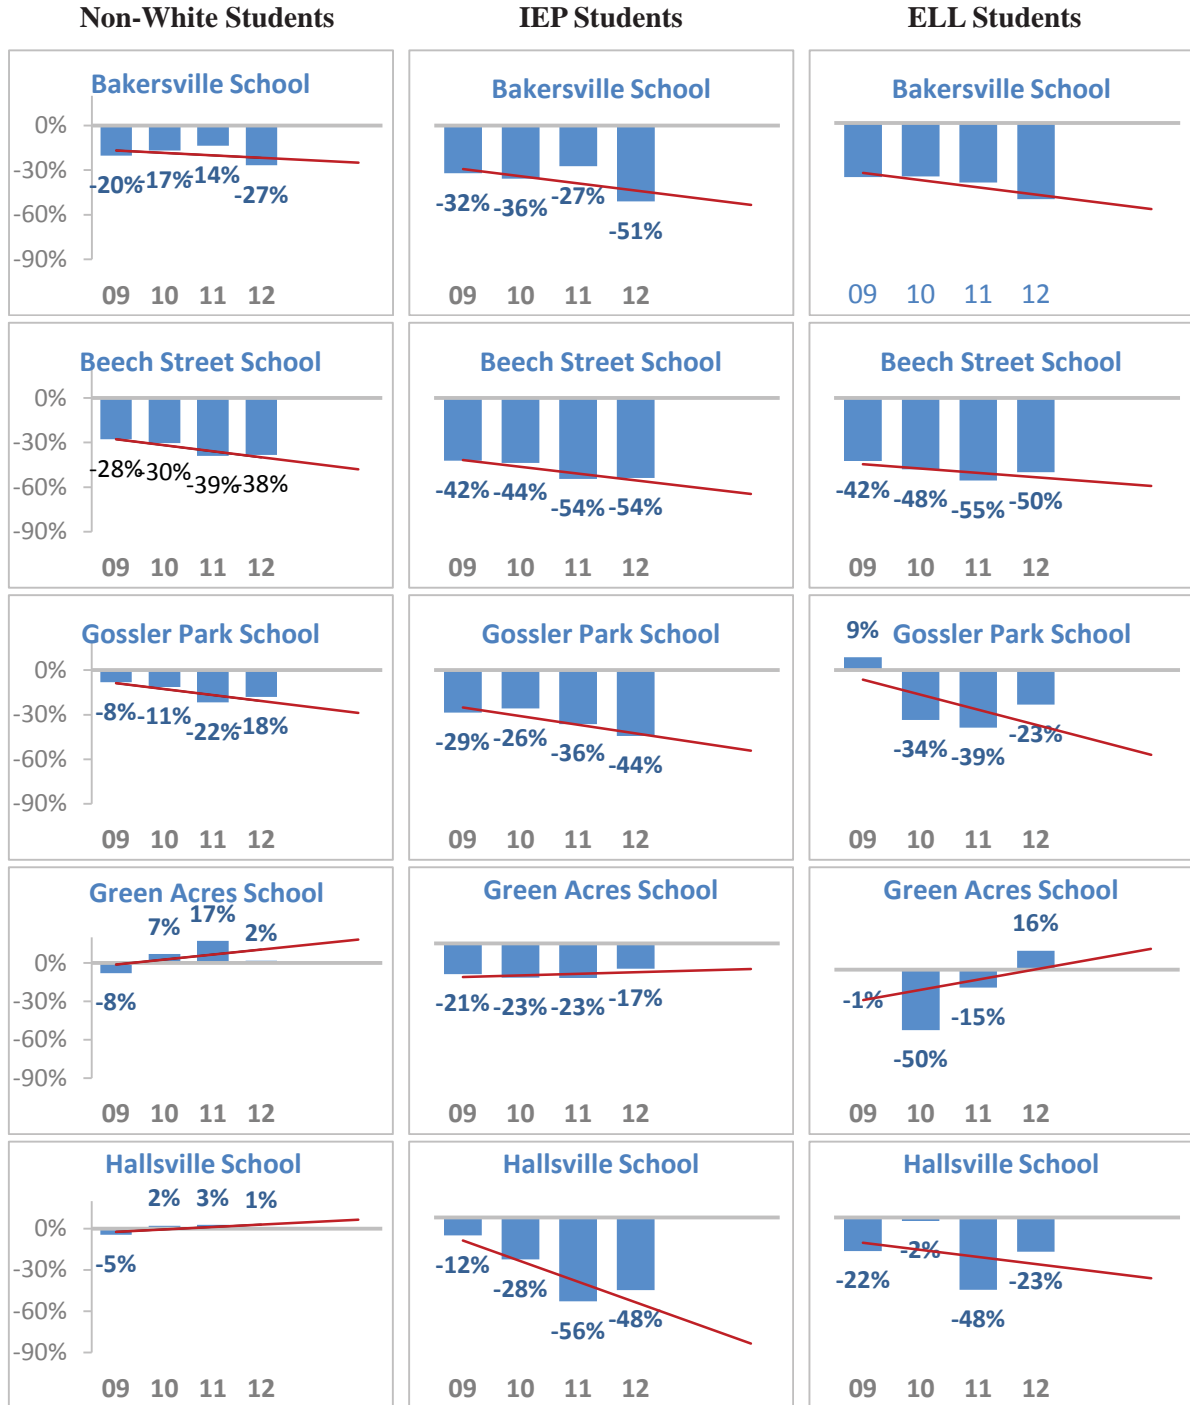 Non-White Students IEP Students ELL Students
Bakersville School
0%
-30%
-60%
-90%
-20% -17% -14% -27%
09 10 11 12
Bakersville School
-32% -36% -27% -51%
09 10 11 12
Bakersville School
09 10 11 12
Beech Street School
0%
-30%
-60%
-90%
-28% -30% -39% -38%
09 10 11 12
Beech Street School
-42% -44% -54% -54%
09 10 11 12
Beech Street School
-42% -48% -55% -50%
09 10 11 12
Gossler Park School
0%
-30%
-60%
-90%
-8% -11% -22% -18%
09 10 11 12
Gossler Park School
-29% -26% -36% -44%
09 10 11 12
Gossler Park School
9% -34% -39% -23%
09 10 11 12
Green Acres School
0%
-30%
-60%
-90%
-8% 7% 17% 2%
09 10 11 12
Green Acres School
-21% -23% -23% -17%
09 10 11 12
Green Acres School
-1% -50% -15% 16%
09 10 11 12
Hallsville School
0%
-30%
-60%
-90%
-5% 2% 3% 1%
09 10 11 12
Hallsville School
-12% -28% -56% -48%
09 10 11 12
Hallsville School
-22% -2% -48% -23%
09 10 11 12